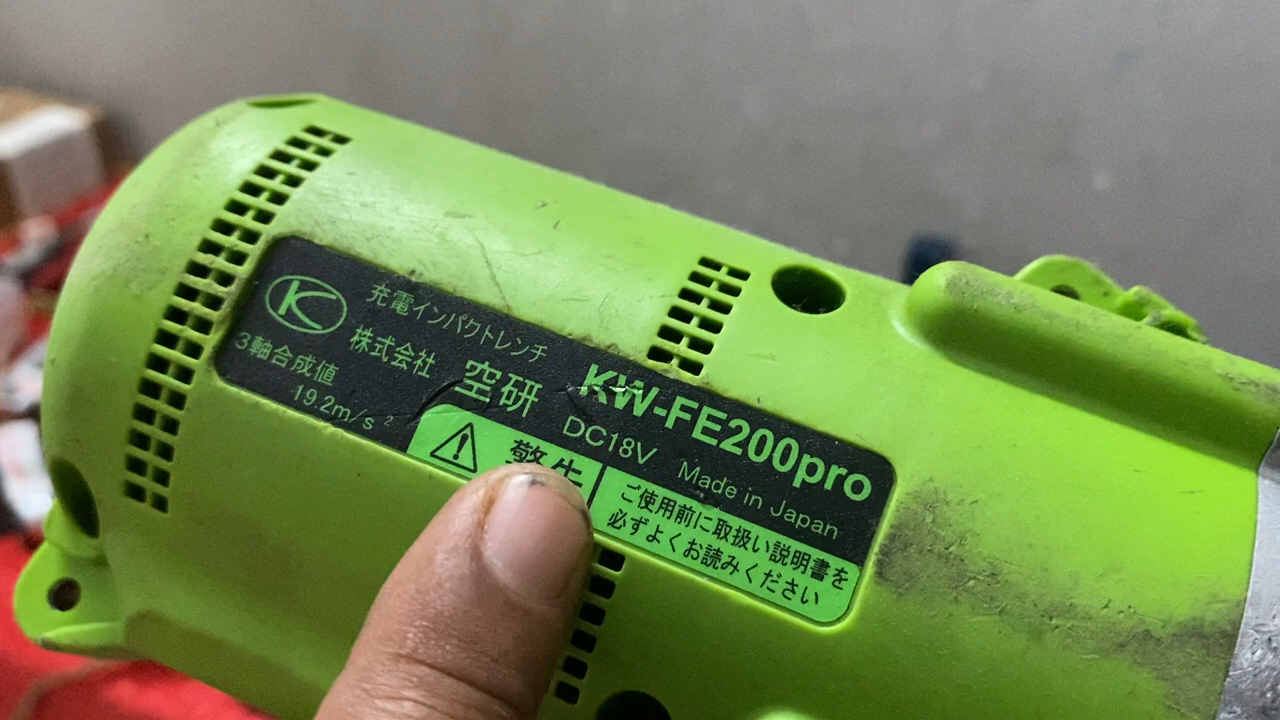 K
充電インパクトレンチ
株式会社 空研 KW-FE200pro
3軸合成値
19.2m/s²
DC18V Made in Japan
ご使用前に取扱い説明書を
必ずよくお読みください